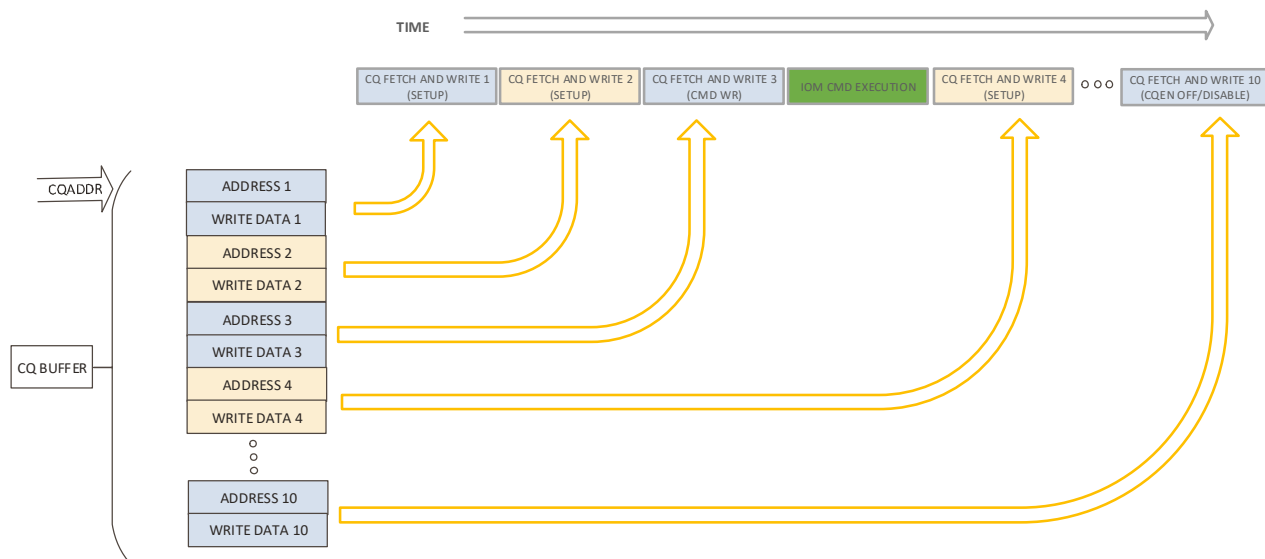 TIME
CQ FETCH AND WRITE 1
(SETUP)
CQ FETCH AND WRITE 2
(SETUP)
CQ FETCH AND WRITE 3
(CMD WR)
IOM CMD EXECUTION
CQ FETCH AND WRITE 4
(SETUP)
CQ FETCH AND WRITE 10
(CQEN OFF/DISABLE)
CQADDR
ADDRESS 1
WRITE DATA 1
ADDRESS 2
WRITE DATA 2
ADDRESS 3
WRITE DATA 3
CQ BUFFER
ADDRESS 4
WRITE DATA 4
ADDRESS 10
WRITE DATA 10